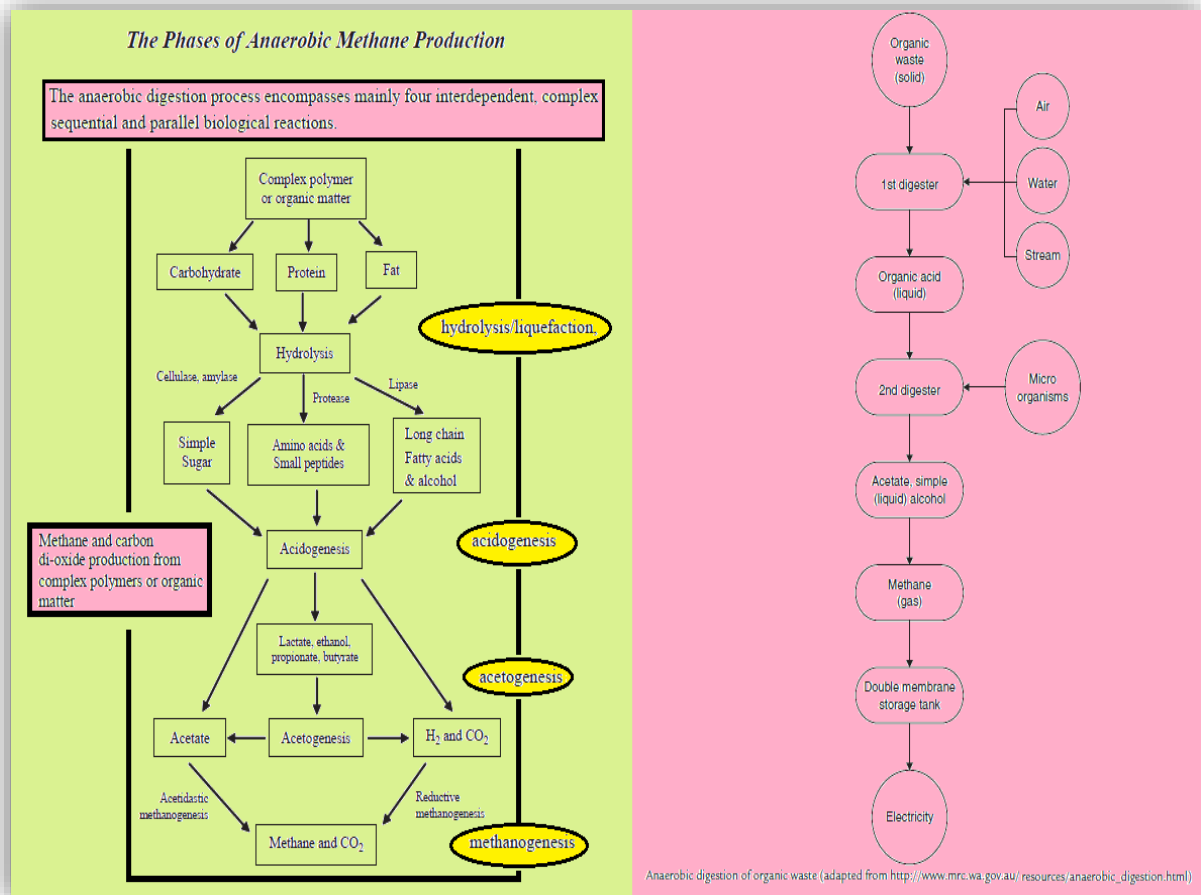 The Phases of Anaerobic Methane Production
The anaerobic digestion process encompasses mainly four interdependent, complex
sequential and parallel biological reactions.
Complex polymer
or organic matter
Carbohydrate
Protein
Fat
hydrolysis/liquefaction,
Hydrolysis
Cellulase, amylase
Protease
Lipase
Simple
Sugar
Amino acids &
Small peptides
Long chain
Fatty acids
& alcohol
Methane and carbon
di-oxide production from
complex polymers or organic
matter
Acidogenesis
acidogenesis
Lactate, ethanol,
propionate, butyrate
acetogenesis
Acetate
Acetogenesis
H₂ and CO₂
Acetidastic
methanogenesis
Reductive
methanogenesis
Methane and CO₂
methanogenesis
Organic
waste
(solid)
Air
1st digester
Water
Stream
Organic acid
(liquid)
2nd digester
Micro
organisms
Acetate, simple
(liquid) alcohol
Methane
(gas)
Double membrane
storage tank
Electricity
Anaerobic digestion of organic waste (adapted from http://www.mrc.wa.gov.au/ resources/anaerobic_digestion.html)